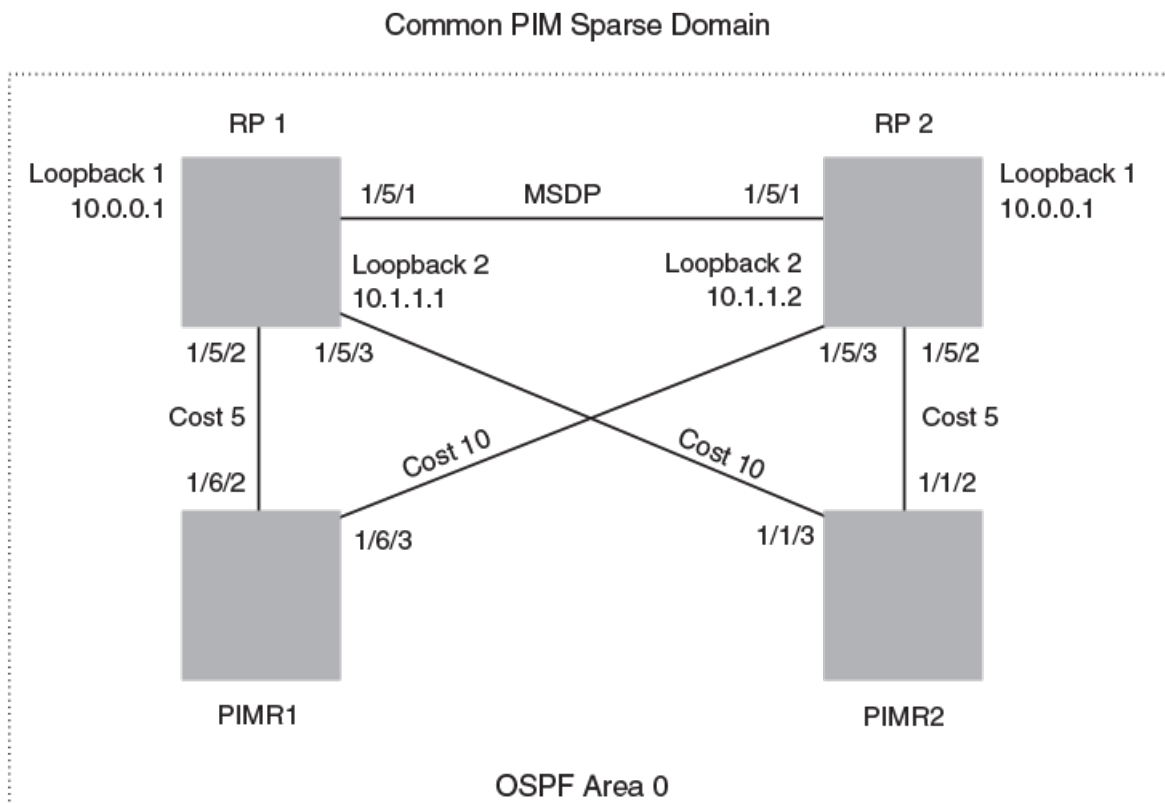 Common PIM Sparse Domain
RP 1
RP 2
Loopback 1
10.0.0.1
1/5/1
MSDP
1/5/1
Loopback 1
10.0.0.1
Loopback 2
10.1.1.1
Loopback 2
10.1.1.2
1/5/2
1/5/3
1/5/3
1/5/2
Cost 5
Cost 10
Cost 10
Cost 5
1/6/2
1/1/2
1/6/3
1/1/3
PIMR1
PIMR2
OSPF Area 0